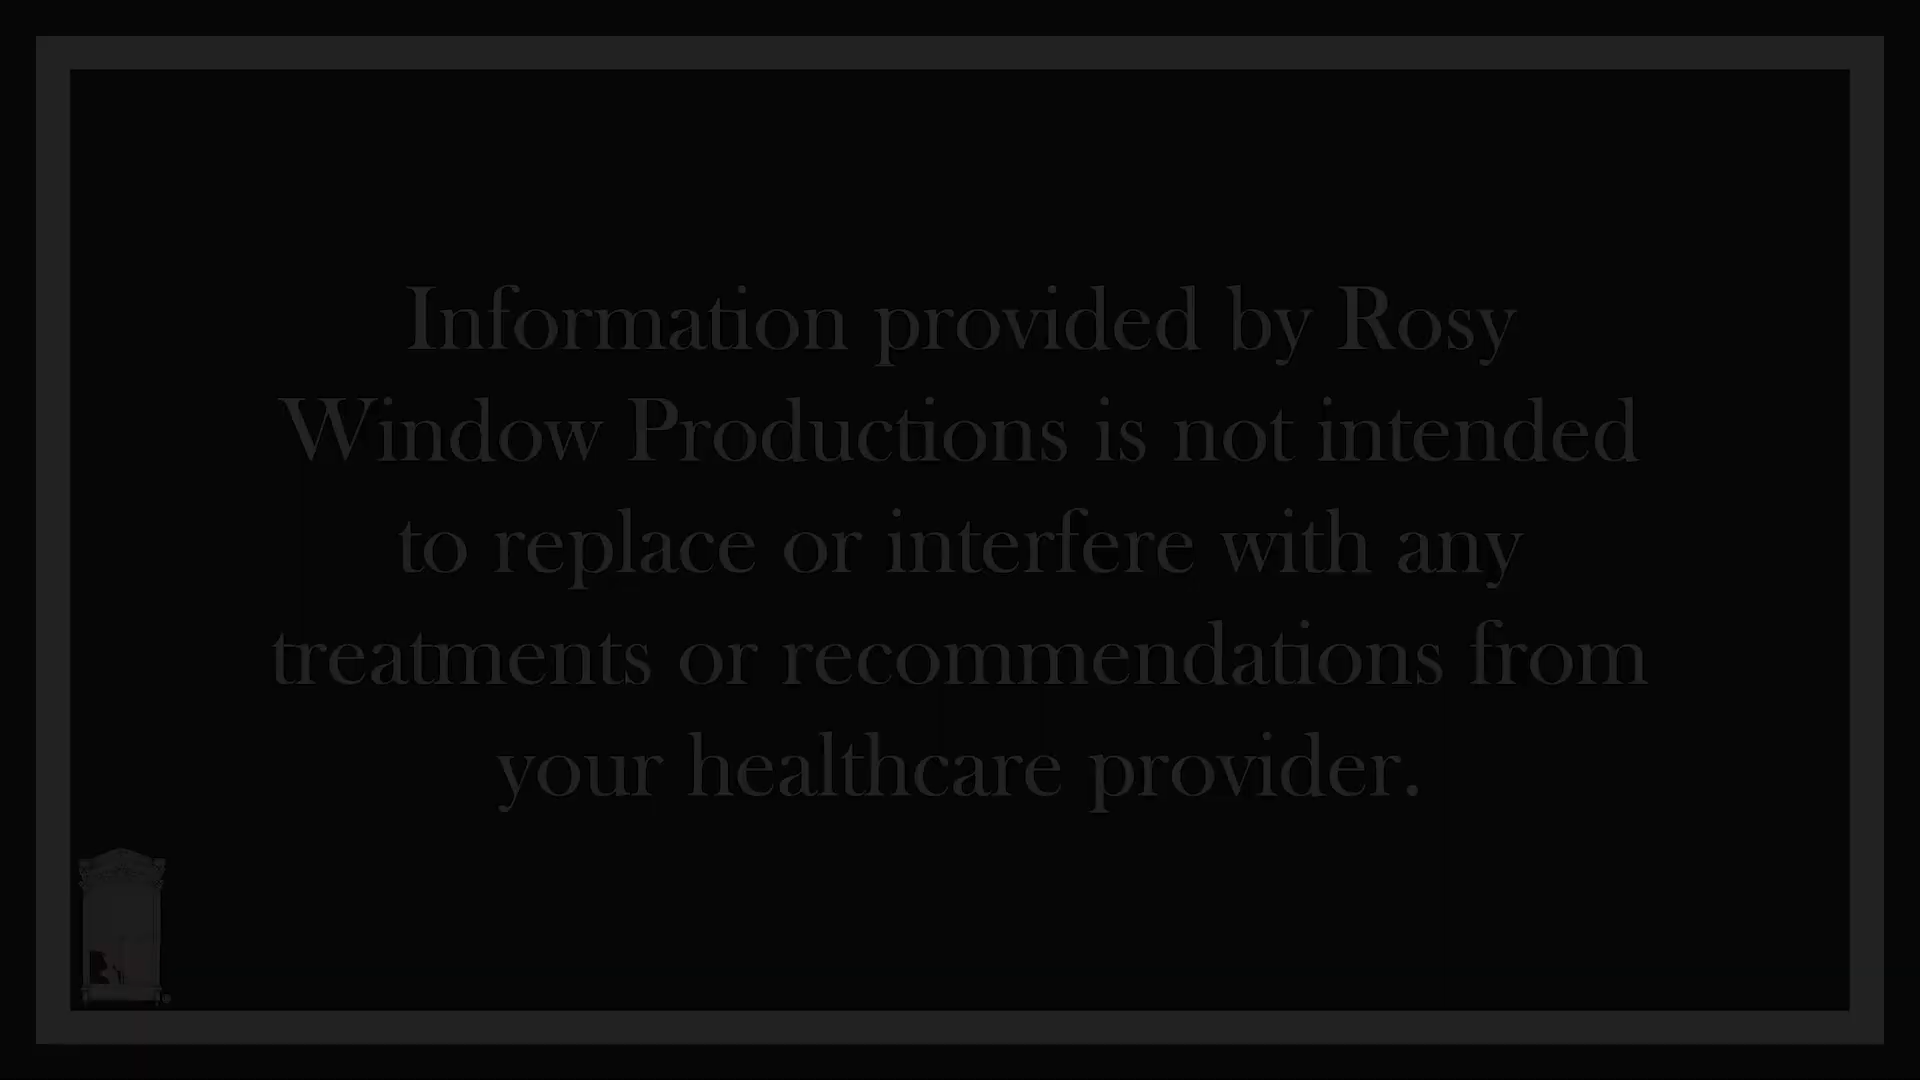 Information provided by Rosy
Window Productions is not intended
to replace or interfere with any
treatments or recommendations from
your healthcare provider.